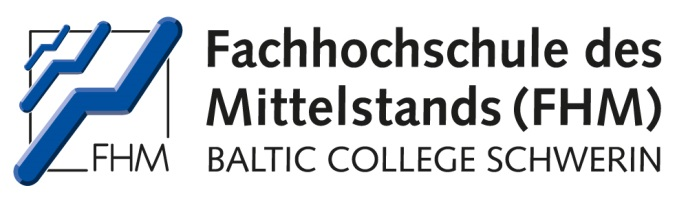 FHM
Fachhochschule des
Mittelstands (FHM)
BALTIC COLLEGE SCHWERIN